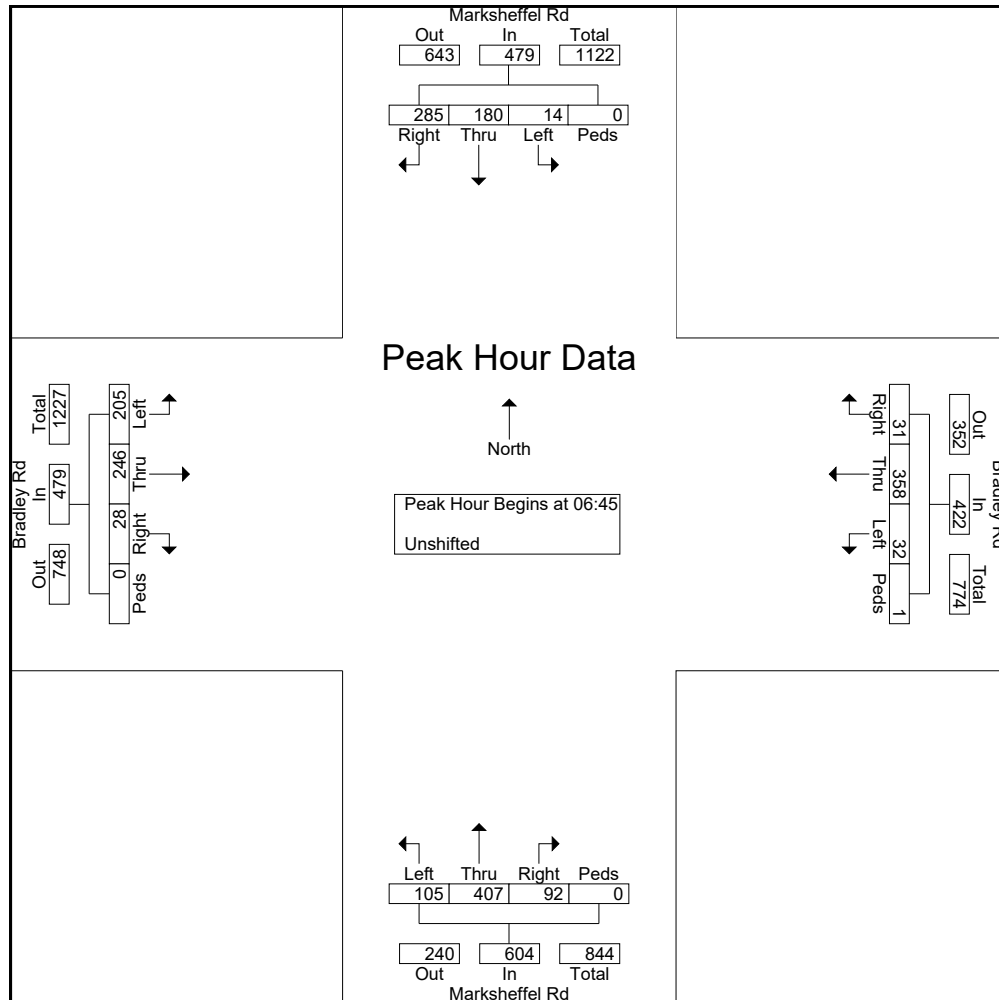 Marksheffel Rd
Out In Total
643 479 1122
285 180 14 0
Right Thru Left Peds
Peak Hour Data
North
Peak Hour Begins at 06:45
Unshifted
Bradley Rd
Out In Total
748 479 1227
205 246 28 0
Left Thru Right Peds
Bradley Rd
Out In Total
352 422 774
31 358 32 1
Right Thru Left Peds
Left Thru Right Peds
105 407 92 0
240 604 844
Out In Total
Marksheffel Rd